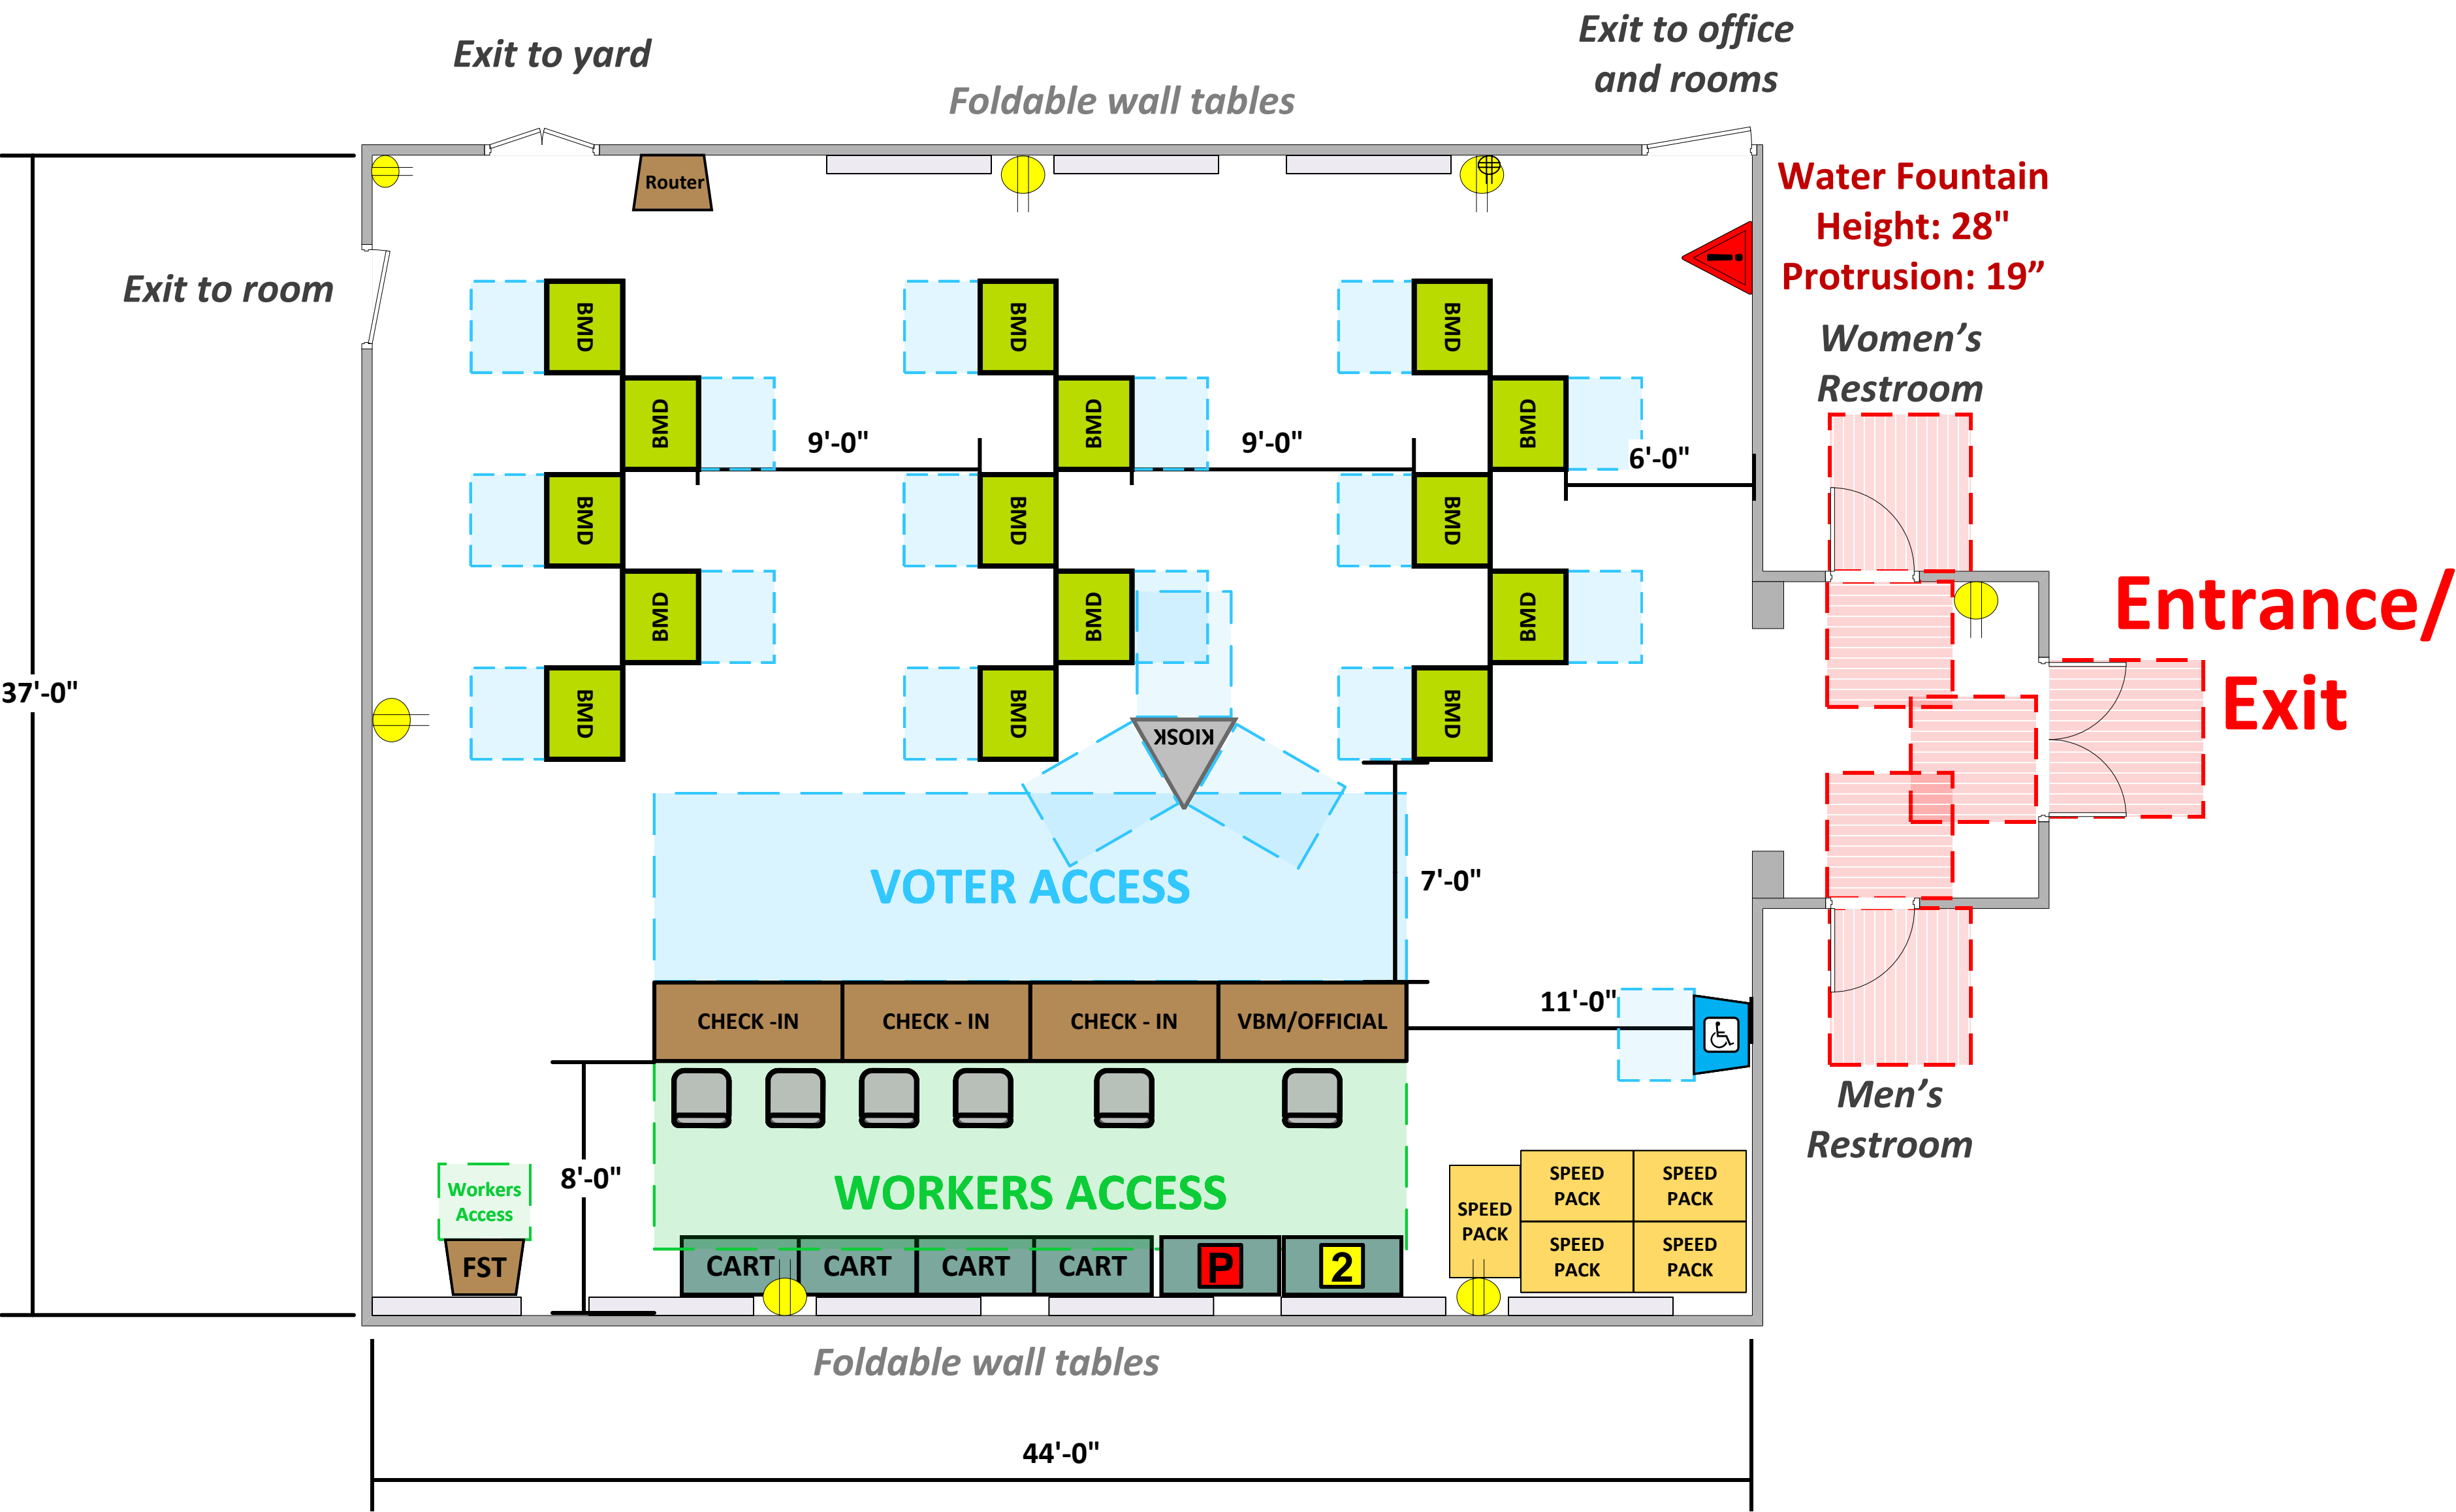 Exit to yard
Exit to office
and rooms
Foldable wall tables
Router
Water Fountain
Height: 28"
Protrusion: 19”
Exit to room
Women’s
Restroom
BMD
BMD
BMD
BMD
BMD
BMD
9'-0"
9'-0"
6'-0"
BMD
BMD
BMD
BMD
BMD
BMD
Entrance/
Exit
37'-0"
BMD
BMD
BMD
KIOSK
VOTER ACCESS
7'-0"
11'-0"
CHECK -IN
CHECK - IN
CHECK - IN
VBM/OFFICIAL
Men’s
Restroom
8'-0"
Workers
Access
WORKERS ACCESS
SPEED
PACK
SPEED
PACK
SPEED
PACK
SPEED
PACK
SPEED
PACK
FST
CART
CART
CART
CART
P
2
Foldable wall tables
44'-0"